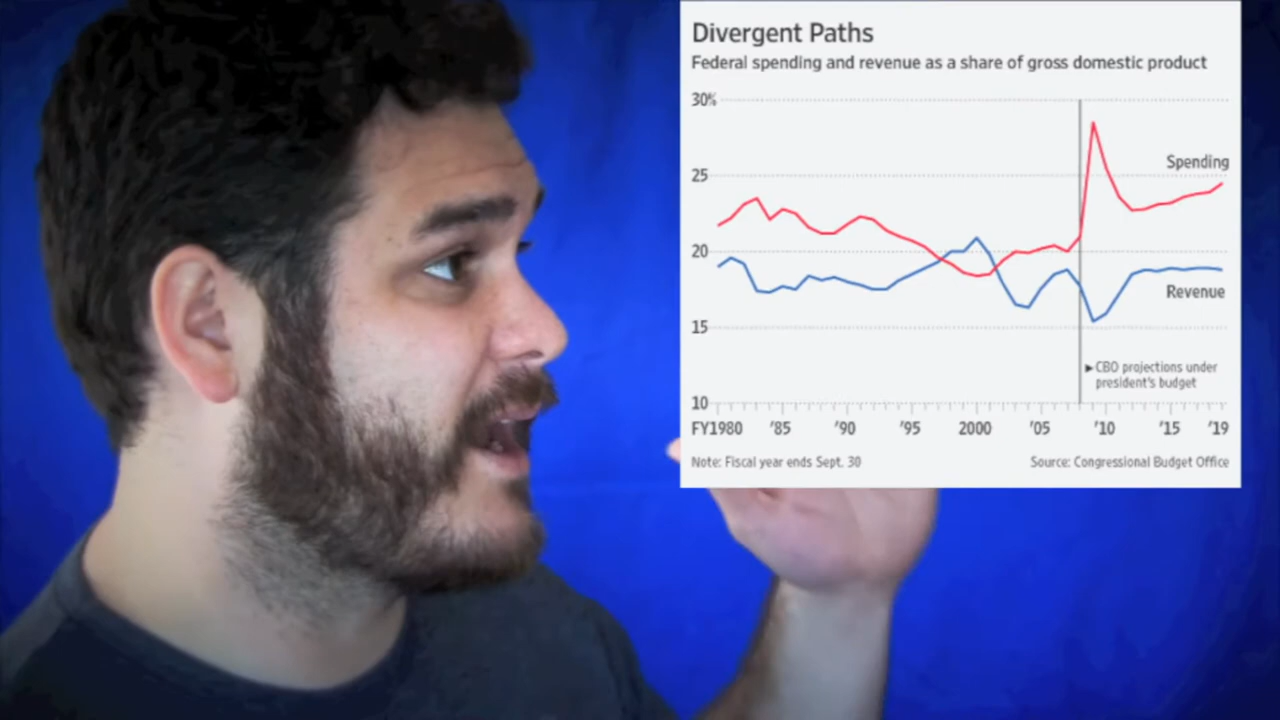 Divergent Paths
Federal spending and revenue as a share of gross domestic product
30%
25
Spending
20
Revenue
15
▶CBO projections under
president's budget
10
FY1980 '85 '90 '95 2000 '05 '10 '15 '19
Note: Fiscal year ends Sept. 30 Source: Congressional Budget Office